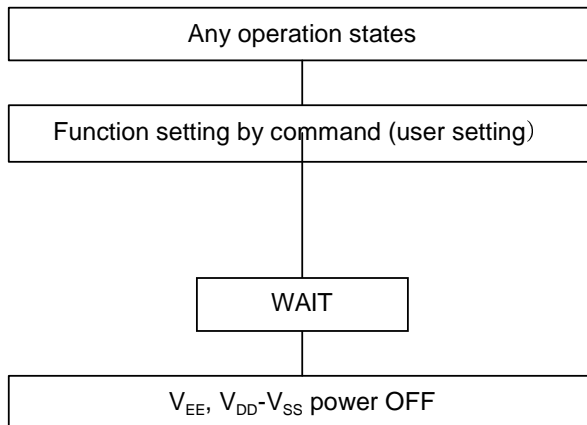 Any operation states
Function setting by command (user setting）
WAIT
VEE, VDD-VSS power OFF